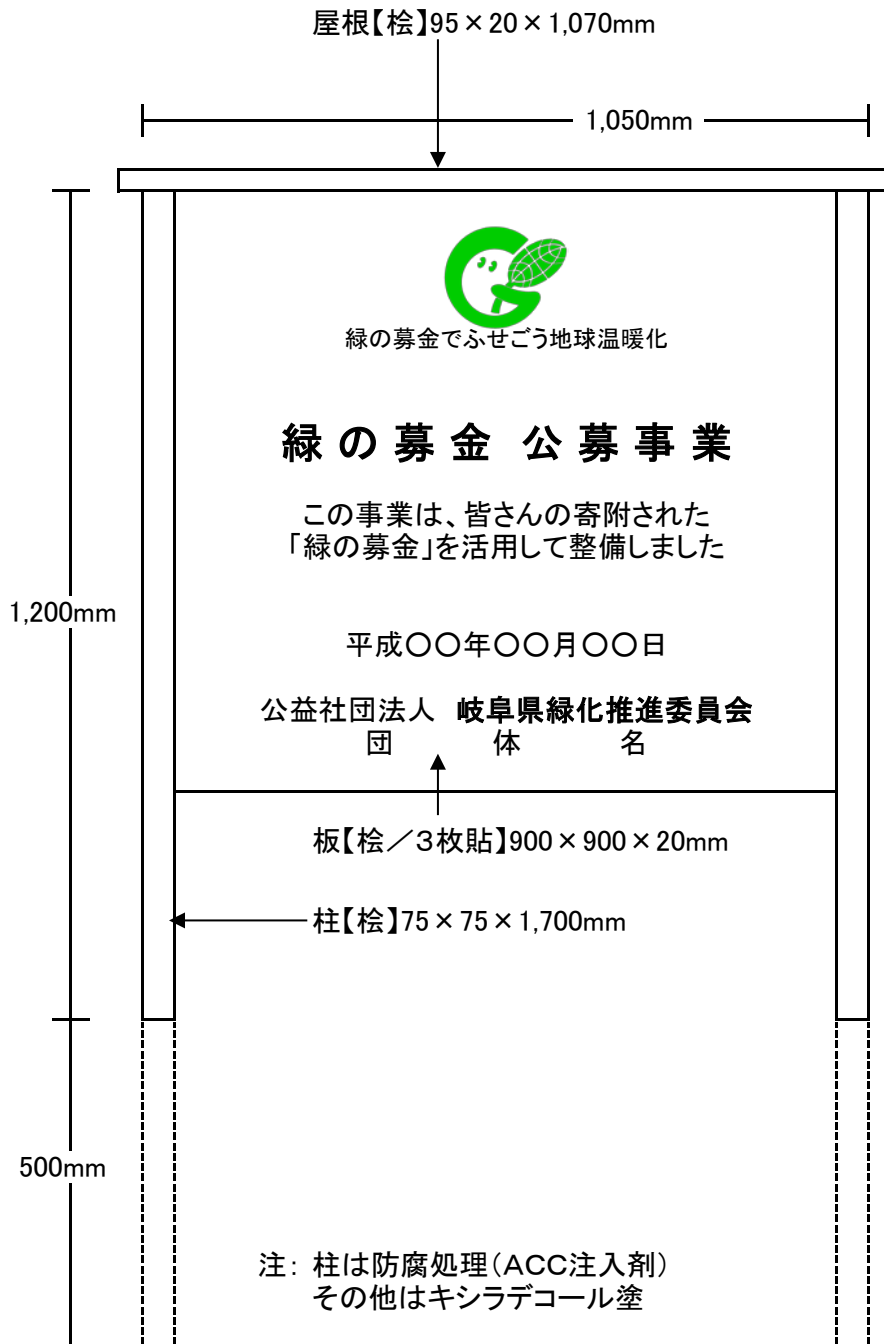 屋根【桧】95×20×1,070mm
1,050mm
緑の募金でふせごう地球温暖化
緑の募金 公募事業
この事業は、皆さんの寄附された
「緑の募金」を活用して整備しました
1,200mm
平成〇〇年〇〇月〇〇日
公益社団法人 岐阜県緑化推進委員会
団 体 名
板【桧／3枚貼】900×900×20mm
柱【桧】75×75×1,700mm
500mm
注: 柱は防腐処理(ACC注入剤)
その他はキシラデコール塗